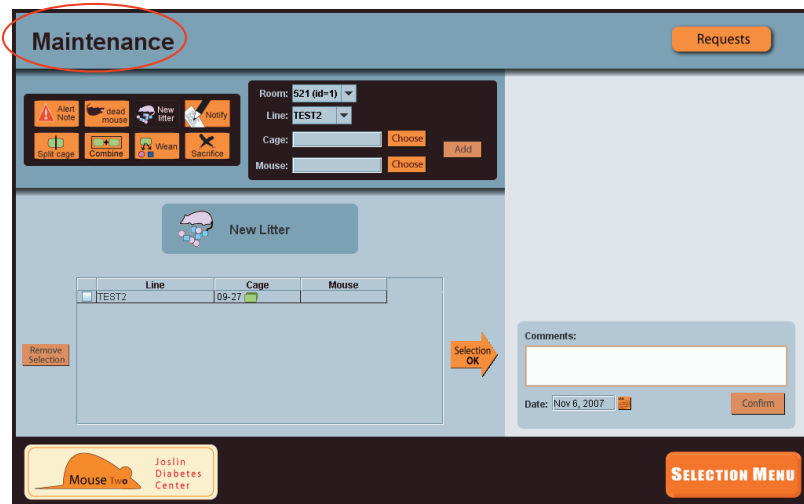 Maintenance
Requests
Alert Note
dead mouse
New litter
Notify
Split cage
Combine
Wean
Sacrifice
Room: 521 (id=1)
Line: TEST2
Cage: Choose
Add
Mouse: Choose
New Litter
Line Cage Mouse
TEST2 09-27
Remove Selection
Selection OK
Comments:
Date: Nov 6, 2007
Confirm
Mouse Two
Joslin
Diabetes
Center
SELECTION MENU